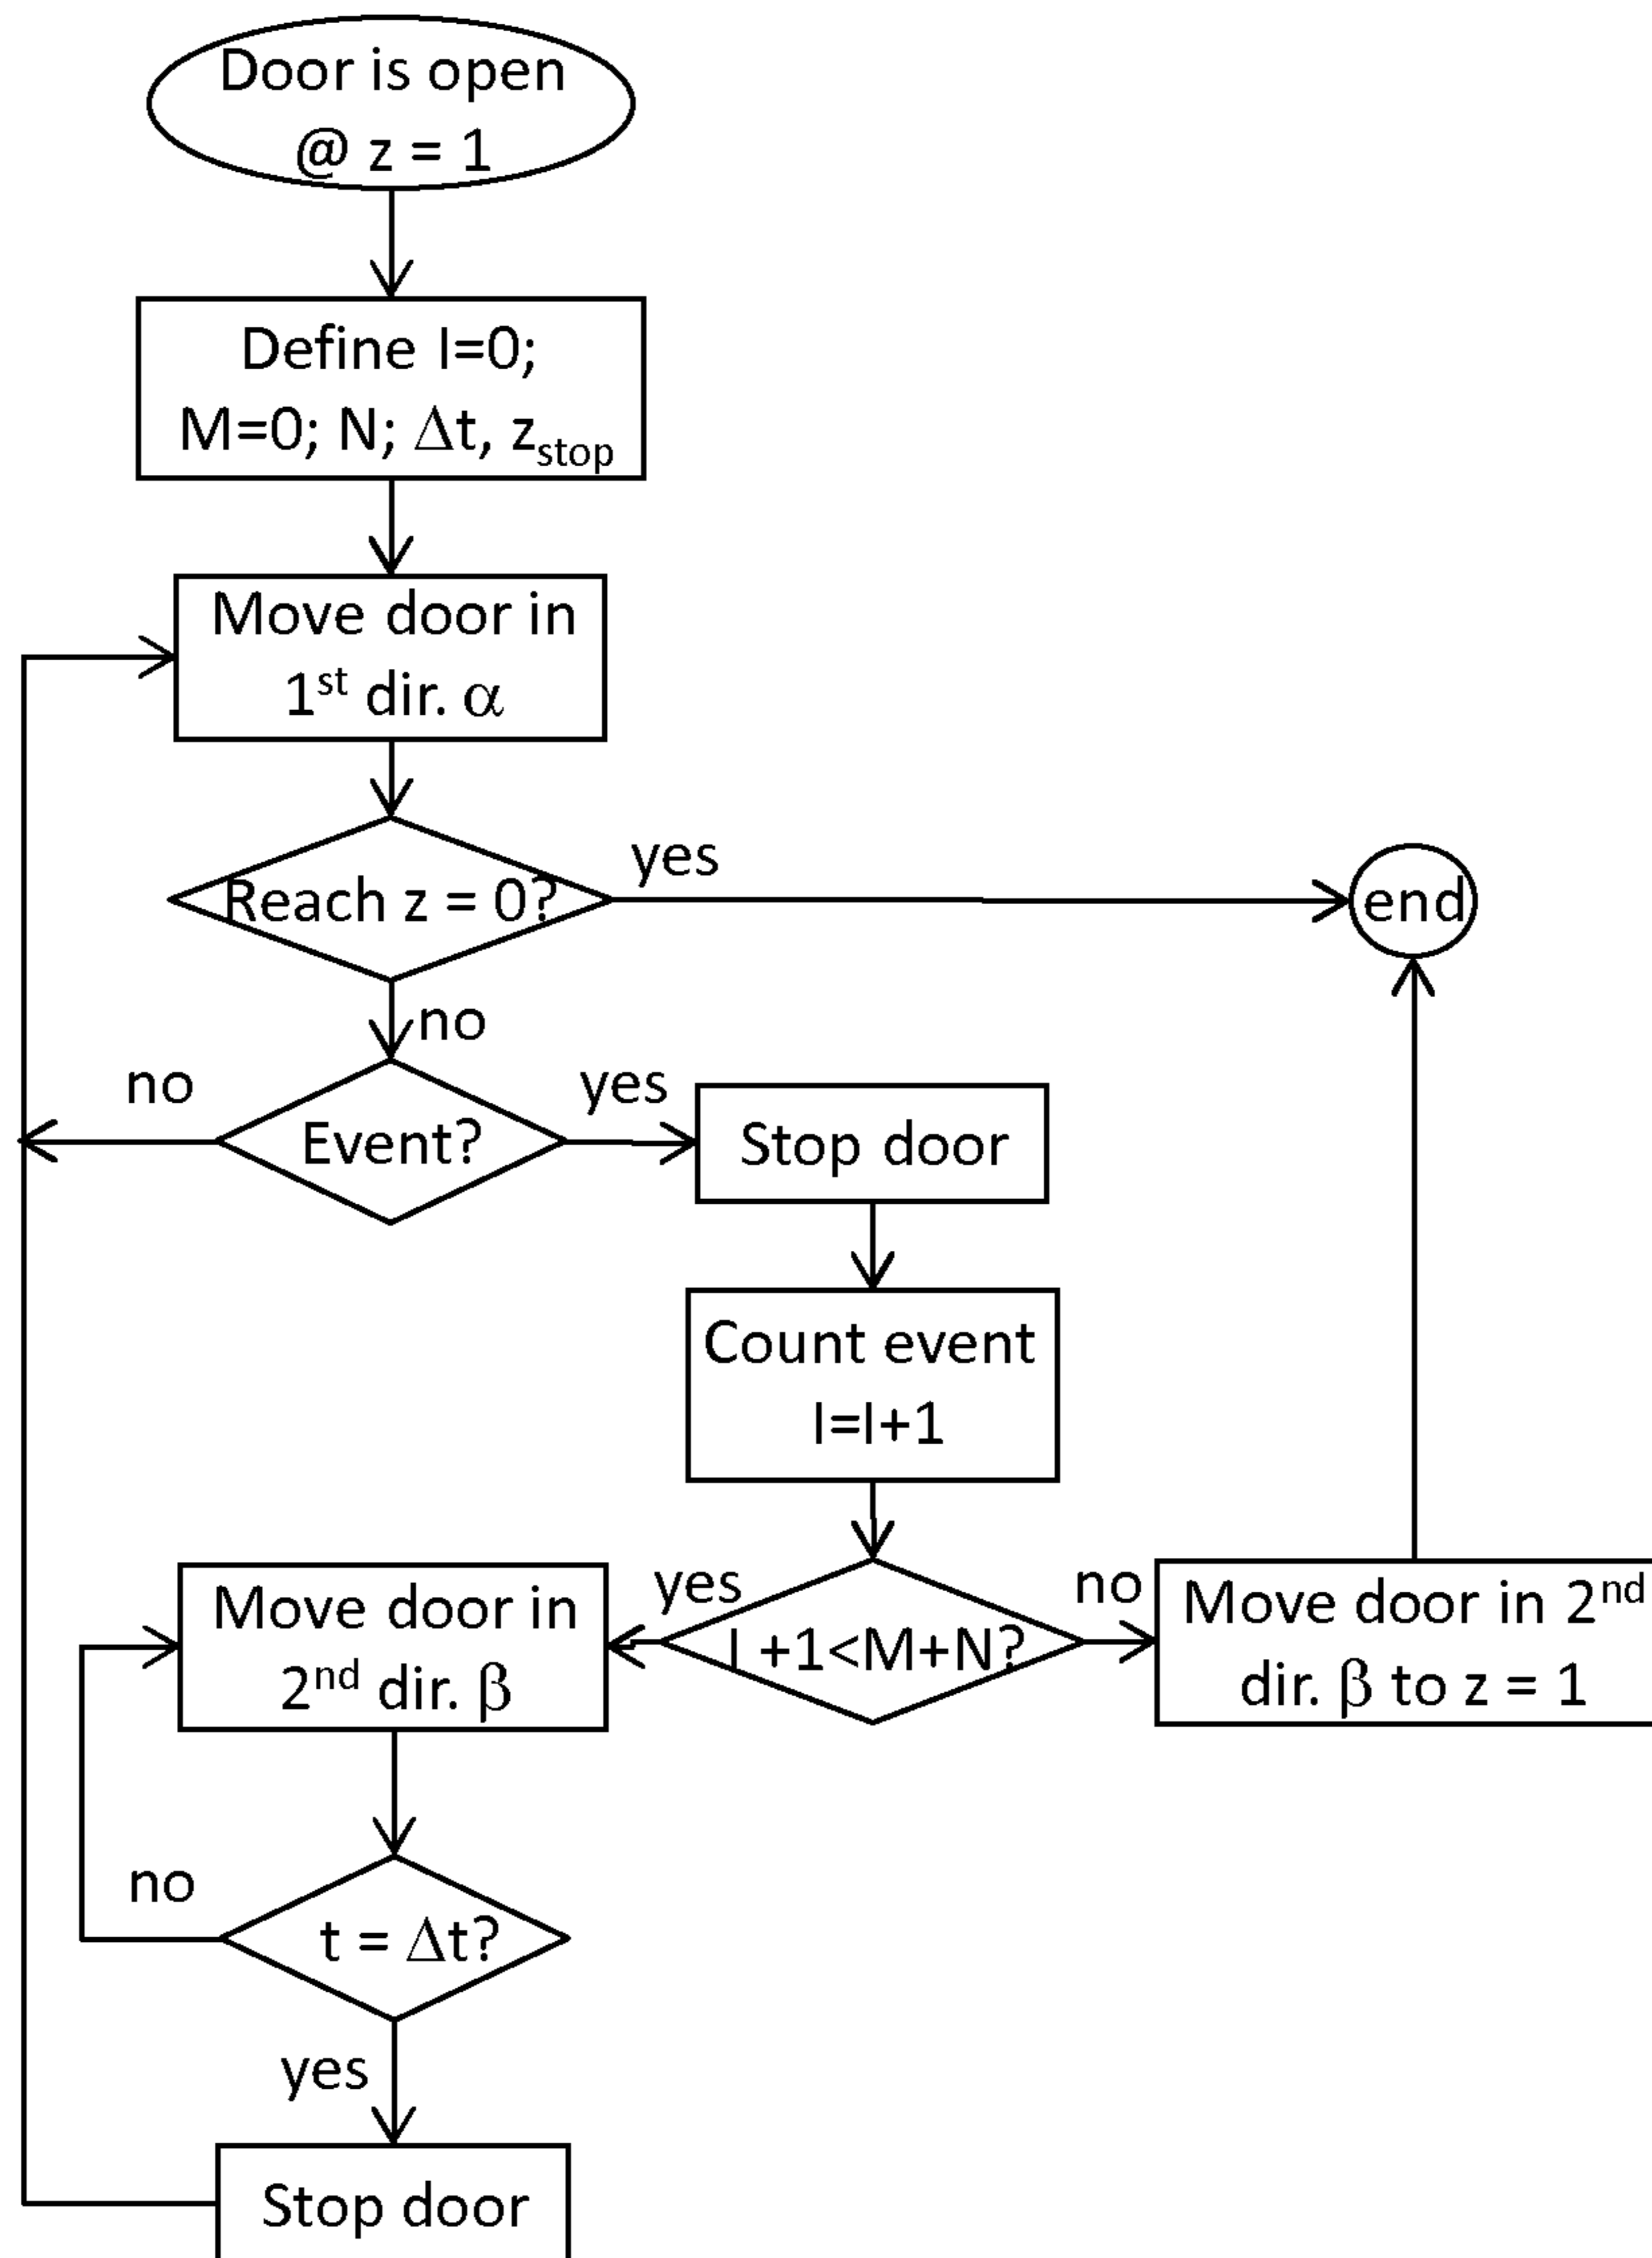 Door is open
@ z = 1
Define I=0;
M=0; N; Δt, zstop
Move door in
1st dir. α
Reach z = 0?
yes
end
no
no
Event?
yes
Stop door
Count event
I=I+1
I +1<M+N?
yes
no
Move door in
2nd dir. β
Move door in 2nd
dir. β to z = 1
t = Δt?
no
yes
Stop door